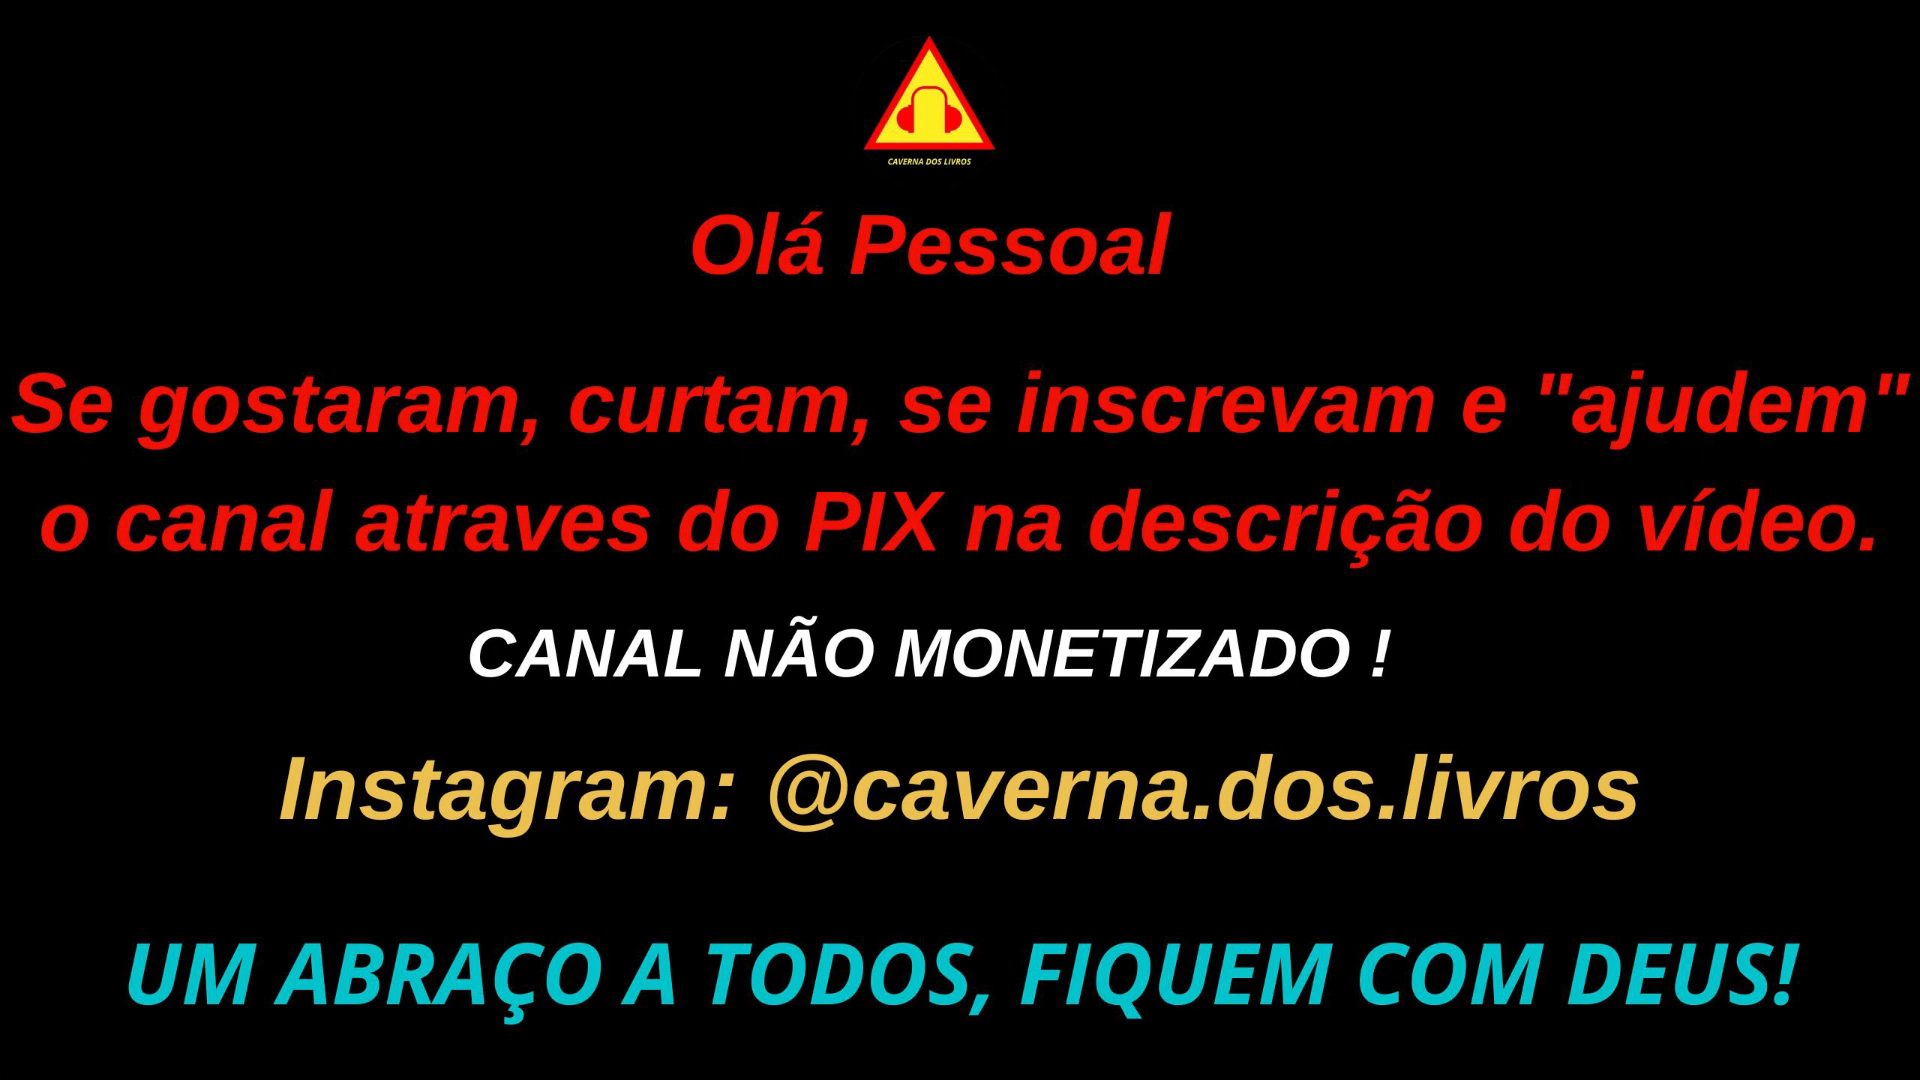 CAVERNA DOS LIVROS
Olá Pessoal
Se gostaram, curtam, se inscrevam e "ajudem"
o canal atraves do PIX na descrição do vídeo.
CANAL NÃO MONETIZADO !
Instagram: @caverna.dos.livros
UM ABRAÇO A TODOS, FIQUEM COM DEUS!